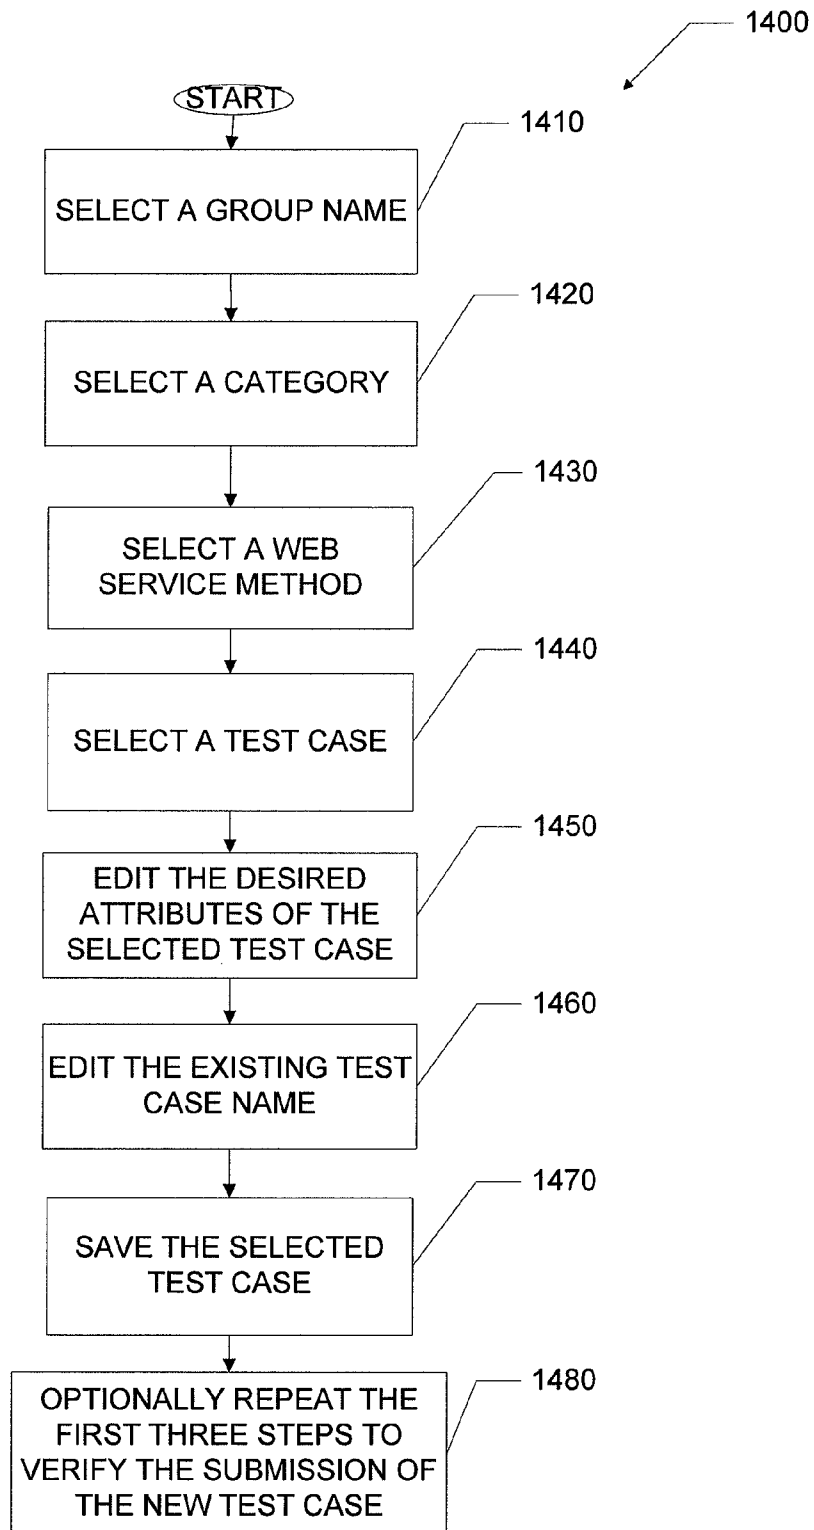 1400
START
1410
SELECT A GROUP NAME
1420
SELECT A CATEGORY
1430
SELECT A WEB
SERVICE METHOD
1440
SELECT A TEST CASE
1450
EDIT THE DESIRED
ATTRIBUTES OF THE
SELECTED TEST CASE
1460
EDIT THE EXISTING TEST
CASE NAME
1470
SAVE THE SELECTED
TEST CASE
1480
OPTIONALLY REPEAT THE
FIRST THREE STEPS TO
VERIFY THE SUBMISSION OF
THE NEW TEST CASE